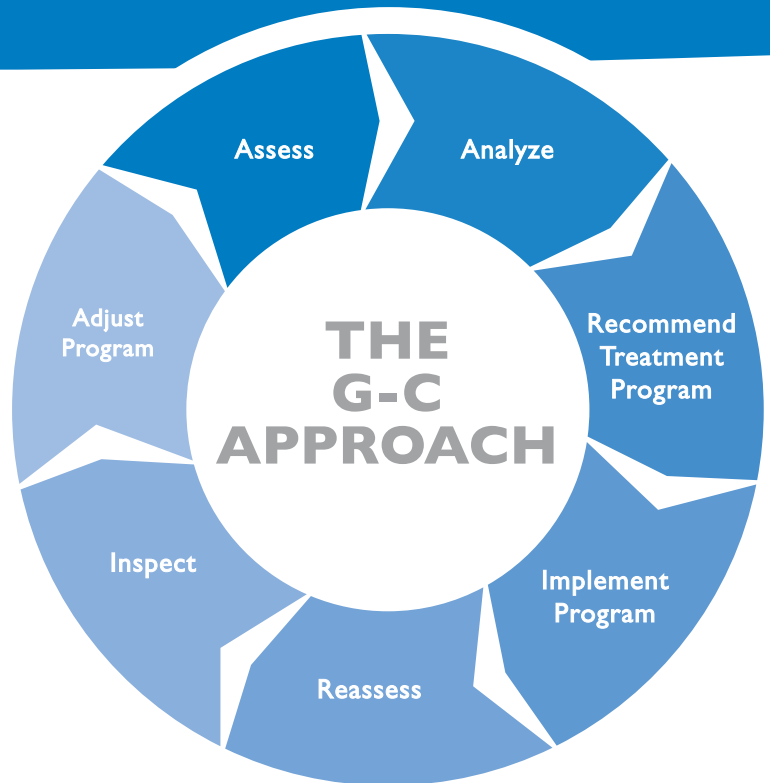 THE
G-C
APPROACH
Assess
Analyze
Recommend
Treatment
Program
Implement
Program
Reassess
Inspect
Adjust
Program